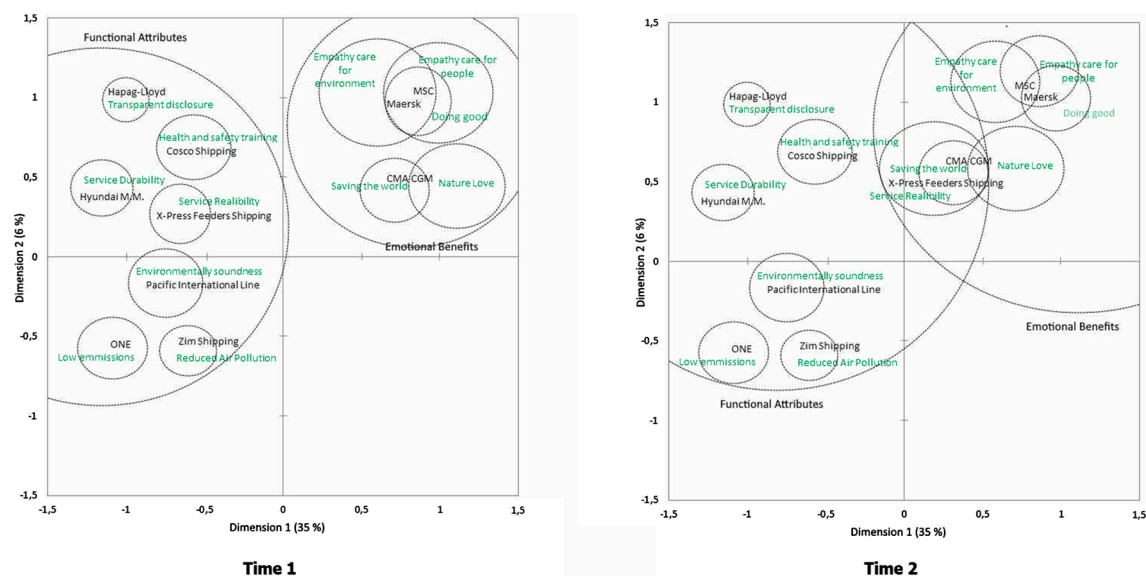 1,5
Functional Attributes
Empathy care
for
environment
Empathy care for
people
1
Hapag-Lloyd
Transparent disclosure
MSC
Maersk
Doing good
Health and safety training
Cosco Shipping
0,5
Service Durability
Hyundai M.M.
Saving the world
CMA CGM
Nature Love
Service Realibility
X-Press Feeders Shipping
Emotional Benefits
0
Environmentally soundness
Pacific International Line
-0,5
ONE
Low emmissions
Zim Shipping
Reduced Air Pollution
-1
-1,5
Dimension 2 (6 %)
-1,5 -1 -0,5 0 0,5 1 1,5
Dimension 1 (35 %)
Time 1
1,5
Empathy care
for
environment
Empathy care for
people
MSC
Maersk
Doing good
1
Hapag-Lloyd
Transparent disclosure
Health and safety training
Cosco Shipping
0,5
Service Durability
Hyundai M.M.
CMA CGM
Saving the world
Nature Love
X-Press Feeders Shipping
Service Realibility
0
Environmentally soundness
Pacific International Line
Emotional Benefits
-0,5
ONE
Low emmissions
Zim Shipping
Reduced Air Pollution
Functional Attributes
-1
-1,5
Dimension 2 (6 %)
-1,5 -1 -0,5 0 0,5 1 1,5
Dimension 1 (35 %)
Time 2